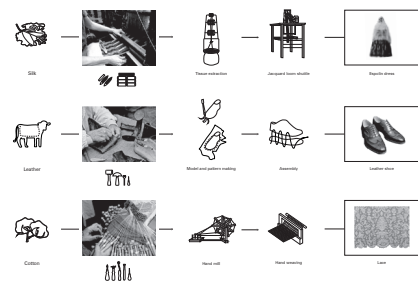 Silk
Tissue extraction
Jacquard loom shuttle
Leather
Model and pattern making
Assembly
Leather shoe
Cotton
Hand mill
Hand weaving
Lace